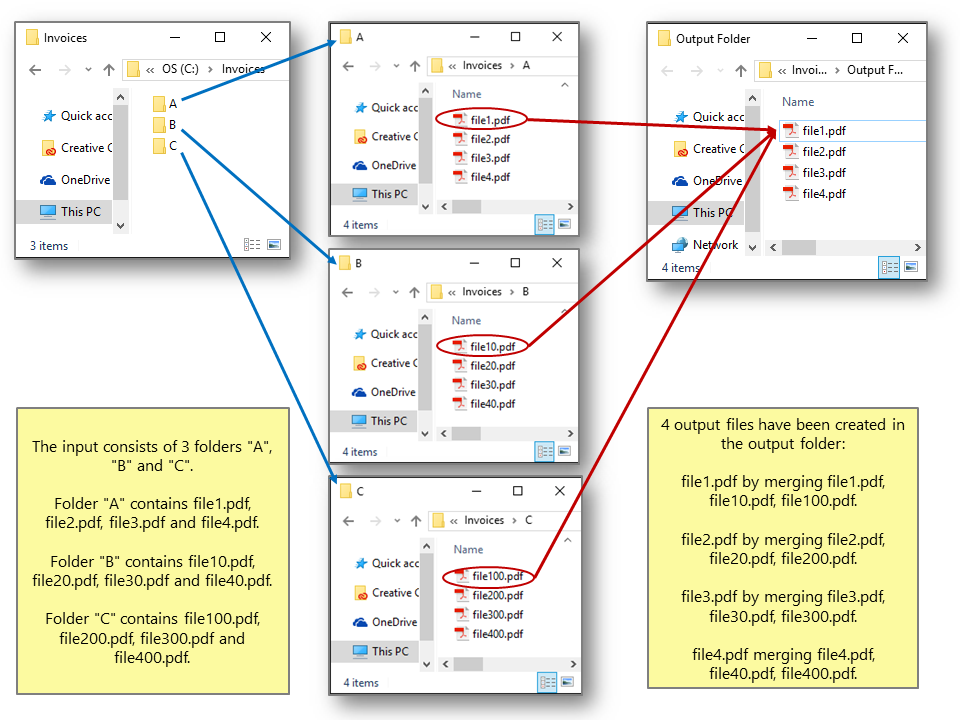 Invoices
« OS (C:) › Invoices
Quick acc
Creative C
OneDrive
This PC
A
B
C
3 items
A
« Invoices › A
Quick acc
Creative C
OneDrive
This PC
Name
file1.pdf
file2.pdf
file3.pdf
file4.pdf
4 items
B
« Invoices › B
Quick acc
Creative C
OneDrive
This PC
Name
file10.pdf
file20.pdf
file30.pdf
file40.pdf
4 items
C
« Invoices › C
Quick acc
Creative C
OneDrive
This PC
Name
file100.pdf
file200.pdf
file300.pdf
file400.pdf
4 items
Output Folder
« Invoi... › Output F...
Quick acc
Creative C
OneDrive
This PC
Network
Name
file1.pdf
file2.pdf
file3.pdf
file4.pdf
4 items
The input consists of 3 folders "A",
"B" and "C".
Folder "A" contains file1.pdf,
file2.pdf, file3.pdf and file4.pdf.
Folder "B" contains file10.pdf,
file20.pdf, file30.pdf and file40.pdf.
Folder "C" contains file100.pdf,
file200.pdf, file300.pdf and
file400.pdf.
4 output files have been created in
the output folder:
file1.pdf by merging file1.pdf,
file10.pdf, file100.pdf.
file2.pdf by merging file2.pdf,
file20.pdf, file200.pdf.
file3.pdf by merging file3.pdf,
file30.pdf, file300.pdf.
file4.pdf merging file4.pdf,
file40.pdf, file400.pdf.